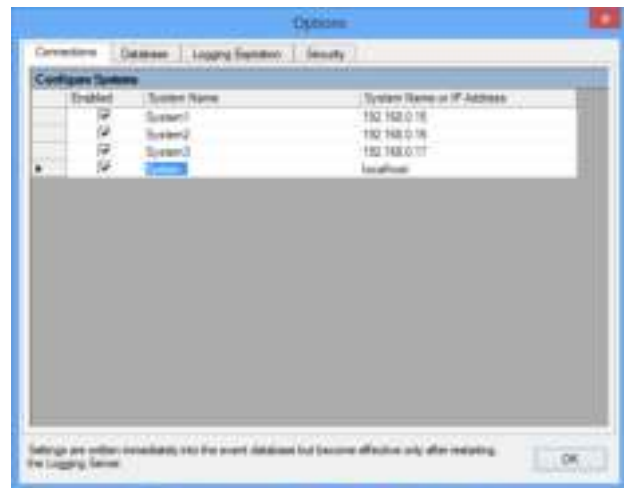 Options
Connections Database Logging Expiration Security
Configure Systems
Enabled System Name System Name or IP Address
System1 192.168.0.15
System2 192.168.0.16
System3 192.168.0.17
localhost
Settings are written immediately into the event database but become effective only after restarting
the Logging Server.
OK